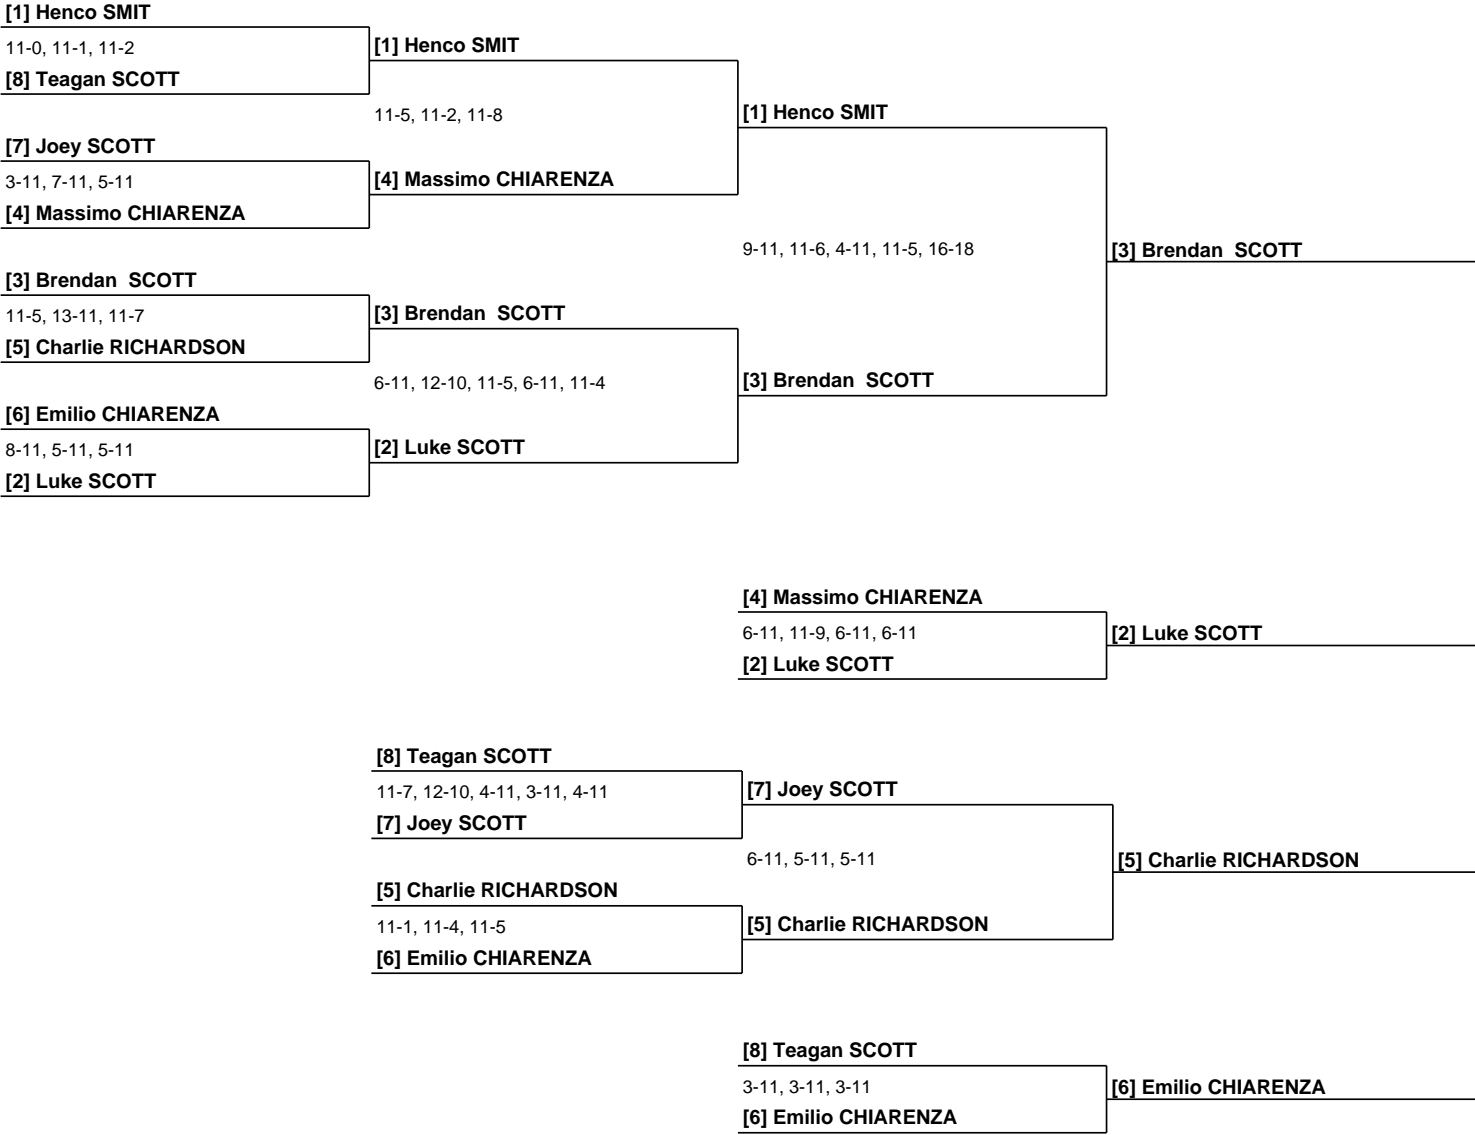 [1] Henco SMIT
11-0, 11-1, 11-2
[8] Teagan SCOTT
[1] Henco SMIT
11-5, 11-2, 11-8
[7] Joey SCOTT
3-11, 7-11, 5-11
[4] Massimo CHIARENZA
[4] Massimo CHIARENZA
[1] Henco SMIT
9-11, 11-6, 4-11, 11-5, 16-18
[3] Brendan  SCOTT
[3] Brendan  SCOTT
11-5, 13-11, 11-7
[5] Charlie RICHARDSON
[3] Brendan  SCOTT
6-11, 12-10, 11-5, 6-11, 11-4
[3] Brendan  SCOTT
[6] Emilio CHIARENZA
8-11, 5-11, 5-11
[2] Luke SCOTT
[2] Luke SCOTT
[4] Massimo CHIARENZA
6-11, 11-9, 6-11, 6-11
[2] Luke SCOTT
[2] Luke SCOTT
[8] Teagan SCOTT
11-7, 12-10, 4-11, 3-11, 4-11
[7] Joey SCOTT
[7] Joey SCOTT
6-11, 5-11, 5-11
[5] Charlie RICHARDSON
[5] Charlie RICHARDSON
11-1, 11-4, 11-5
[6] Emilio CHIARENZA
[5] Charlie RICHARDSON
[8] Teagan SCOTT
3-11, 3-11, 3-11
[6] Emilio CHIARENZA
[6] Emilio CHIARENZA